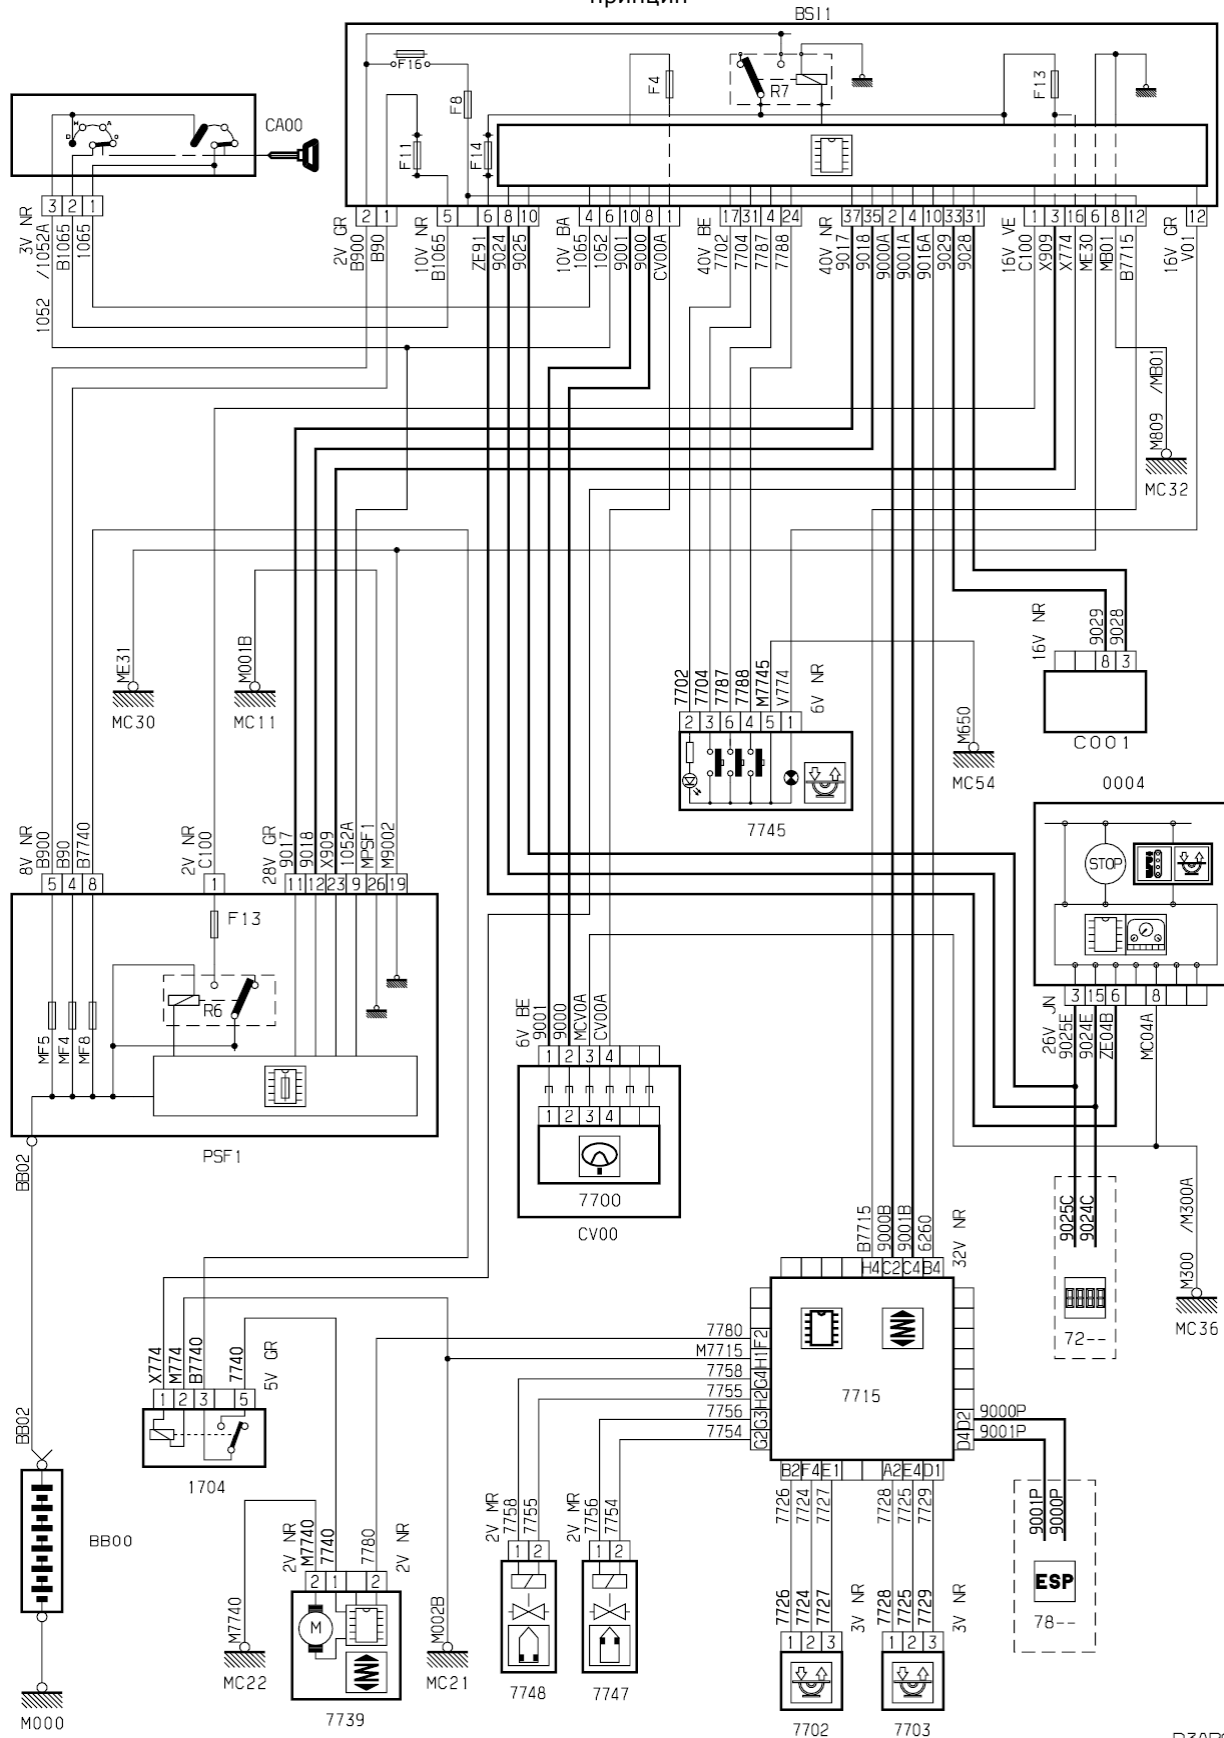 принцип
BSI1
F16
F8
F4
R7
F13
F11
F14
H A
D O
CA00
3 2 1
3V NR
/1052A
B1065
1065
1052
2 1 5 6 8 10 4 6 10 8 1 17 31 4 24 37 35 2 4 10 33 31 1 3 16 6 8 12 12
2V GR
B900
B90
10V NR
B1065
ZE91
9024
9025
10V BA
1065
1052
9001
9000
CV00A
40V BE
7702
7704
7787
7788
40V NR
9017
9018
9000A
9001A
9016A
9029
9028
16V VE
C100
X909
X774
ME30
MB01
B7715
16V GR
V01
M809 /MB01
MC32
ME31
MC30
M001B
MC11
7702
7704
7787
7788
M7745
V774
6V NR
2 3 6 4 5 1
7745
M650
MC54
16V NR
9029
9028
8 3
C001
0004
STOP
3 15 6 8
26V JN
9025E
9024E
ZE04B
MC04A
8V NR
B900
B90
B7740
2V NR
C100
28V GR
9017
9018
X909
1052A
MPSF1
M9002
5 4 8 1 11 12 23 9 26 19
F13
R6
MF5
MF4
MF8
PSF1
BB02
6V BE
9001
9000
MCV0A
CV00A
1 2 3 4
1 2 3 4
7700
CV00
9025C
9024C
72--
M300 /M300A
MC36
B7715
9000B
9001B
6260
32V NR
H4 C2 C4 B4
7780
M7715
7758
7755
7756
7754
F2
H1
G4
H2
G3
G2
7715
D2
D4
9000P
9001P
B2 F4 E1 A2 E4 D1
X774
M774
B7740
7740
5V GR
1 2 3 5
1704
BB02
BB00
M000
2V NR
M7740
7740
7780
2V NR
2 1 2
M
7739
M7740
MC22
M002B
MC21
2V MR
7758
7755
1 2
7748
2V MR
7756
7754
1 2
7747
7726
7724
7727
7728
7725
7729
7726
7724
7727
3V NR
1 2 3
7702
7728
7725
7729
3V NR
1 2 3
7703
9001P
9000P
ESP
78--